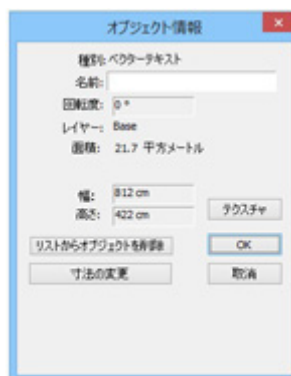 オブジェクト情報
種別: ベクターテキスト
名前:
回転度: 0 °
レイヤー: Base
面積: 21.7 平方メートル
幅: 812 cm
高さ: 422 cm
テクスチャ
リストからオブジェクトを削除
OK
寸法の変更
取消